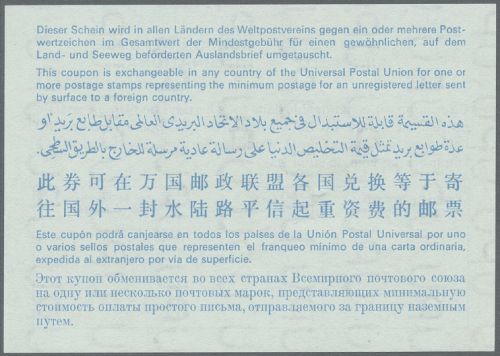 Dieser Schein wird in allen Ländern des Weltpostvereins gegen ein oder mehrere Post-
wertzeichen im Gesamtwert der Mindestgebühr für einen gewöhnlichen, auf dem
Land- und Seeweg beförderten Auslandsbrief umgetauscht.
This coupon is exchangeable in any country of the Universal Postal Union for one or
more postage stamps representing the minimum postage for an unregistered letter sent
by surface to a foreign country.
هذه القسيمة قابلة للاستبدال فى جميع بلاد الاتحاد البريدى العالمى مقابل طابع بريد او
عدة طوابع بريد تمثل قيمة التخليص الدنيا على رسالة عادية مرسلة للخارج بالطريق السطحى.
此券可在万国邮政联盟各国兑换等于寄
往国外一封水陆路平信起重资费的邮票
Este cupón podrá canjearse en todos los países de la Unión Postal Universal por uno
o varios sellos postales que representen el franqueo mínimo de una carta ordinaria,
expedida al extranjero por vía de superficie.
Этот купон обменивается во всех странах Всемирного почтового союза
на одну или несколько почтовых марок, представляющих минимальную
стоимость оплаты простого письма, отправляемого за границу наземным
путем.